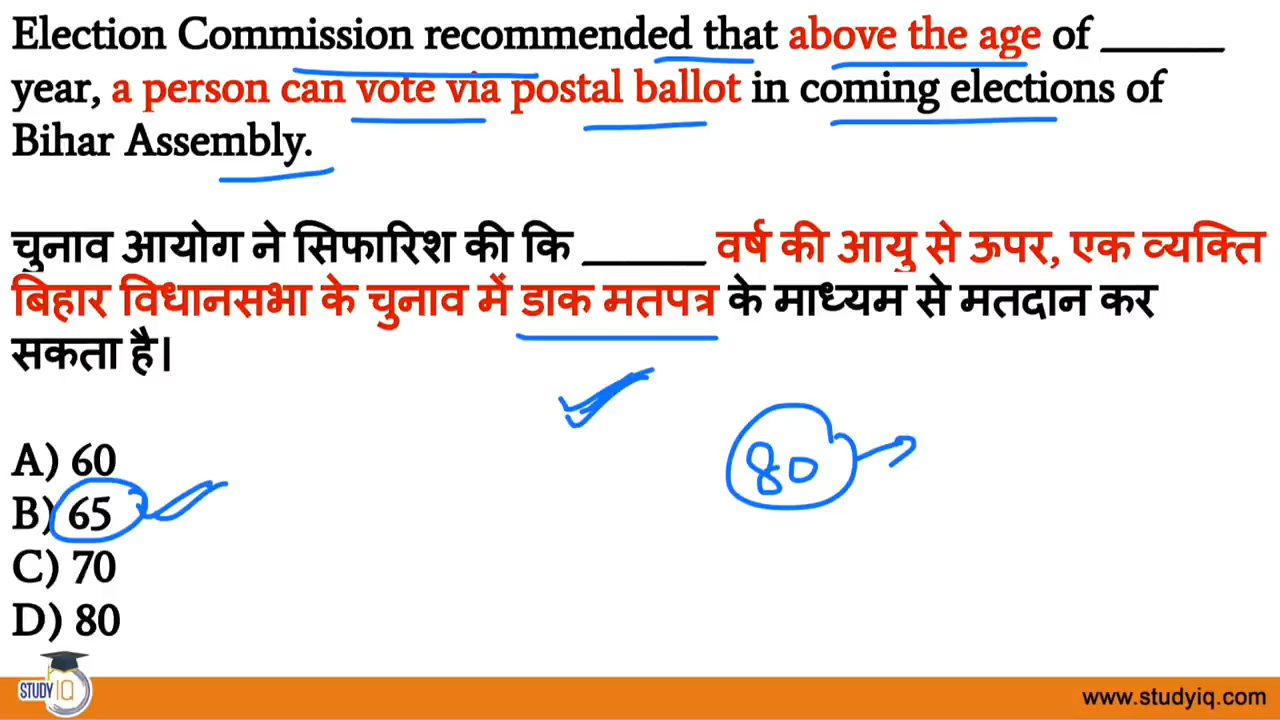 Election Commission recommended that above the age of ______
year, a person can vote via postal ballot in coming elections of
Bihar Assembly.
चुनाव आयोग ने सिफारिश की कि ______ वर्ष की आयु से ऊपर, एक व्यक्ति
बिहार विधानसभा के चुनाव में डाक मतपत्र के माध्यम से मतदान कर
सकता है।
80
A) 60
B) 65
C) 70
D) 80
STUDY IQ
www.studyiq.com